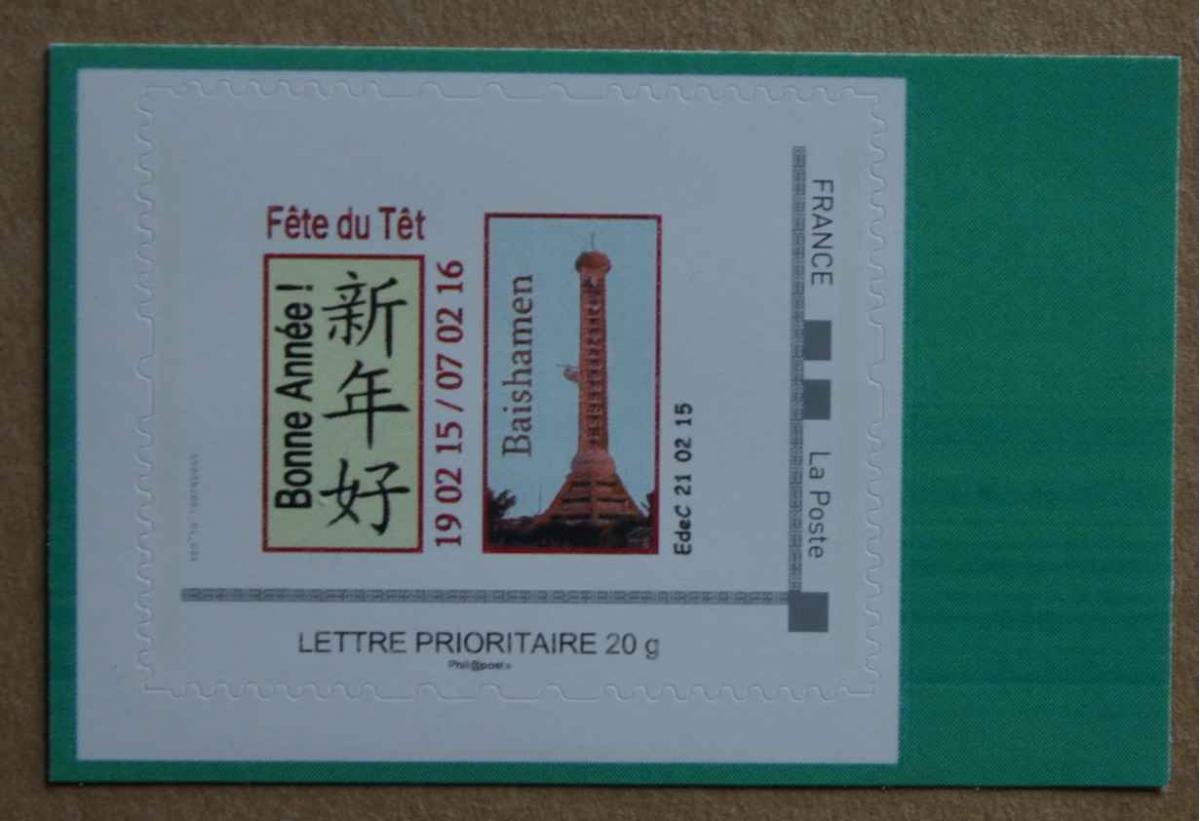 Fête du Têt
Bonne Année !
新年好
19 02 15 / 07 02 16
Baishamen
EdeC 21 02 15
FRANCE
La Poste
LETTRE PRIORITAIRE 20 g
Phil@poste